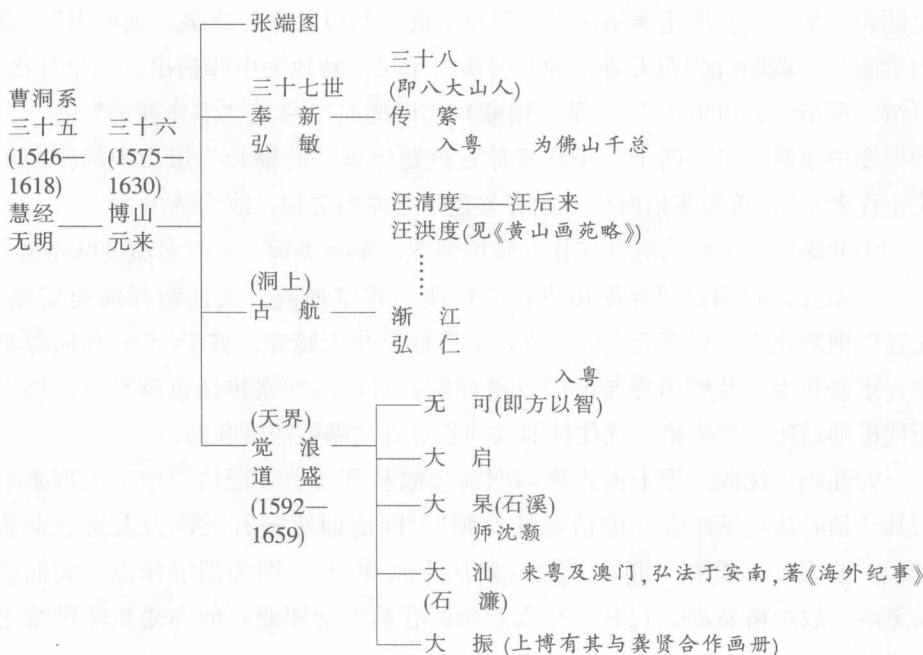 张端图
三十八
三十七世 (即八大山人)
曹洞系
三十五 三十六 奉 新 传 綮
(1546 (1575 弘 敏 入粤 为佛山千总
1618) 1630)
慧经 博山 汪清度——汪后来
无明 元来 汪洪度(见《黄山画苑略》)
(洞上)
古 航 渐 江
弘 仁
入粤
无 可(即方以智)
(天界)
觉 浪
道 盛 大 启
(1592—
1659) 大 杲(石溪)
师沈颢
大 汕 来粤及澳门,弘法于安南,著《海外纪事》
(石 濂)
大 振 (上博有其与龚贤合作画册)